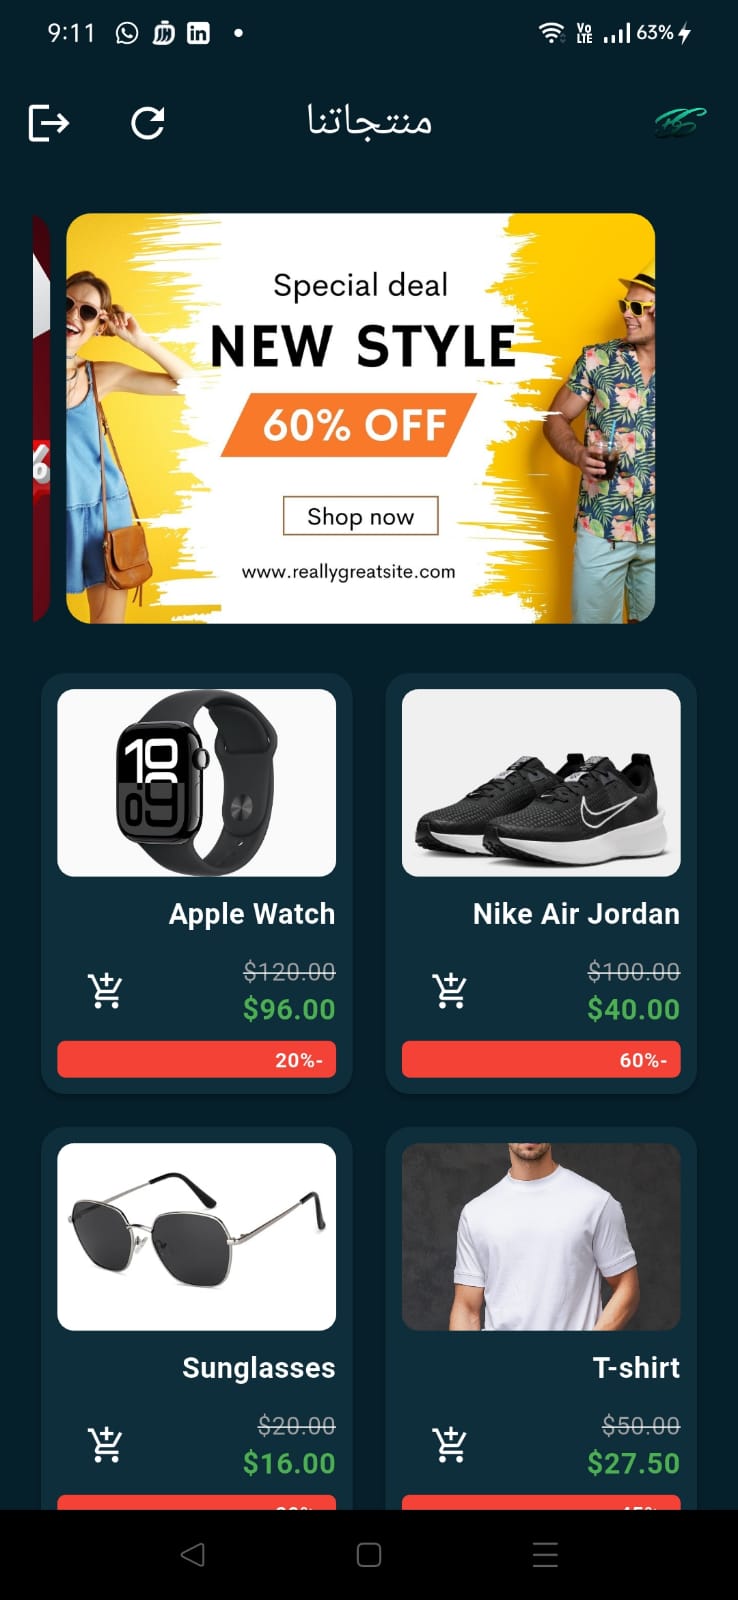 9:11
Vo
LTE
63%
منتجاتنا
Special deal
NEW STYLE
60% OFF
Shop now
www.reallygreatsite.com
%
10
Apple Watch
$120.00
$96.00
20%-
Nike Air Jordan
$100.00
$40.00
60%-
Sunglasses
$20.00
$16.00
T-shirt
$50.00
$27.50